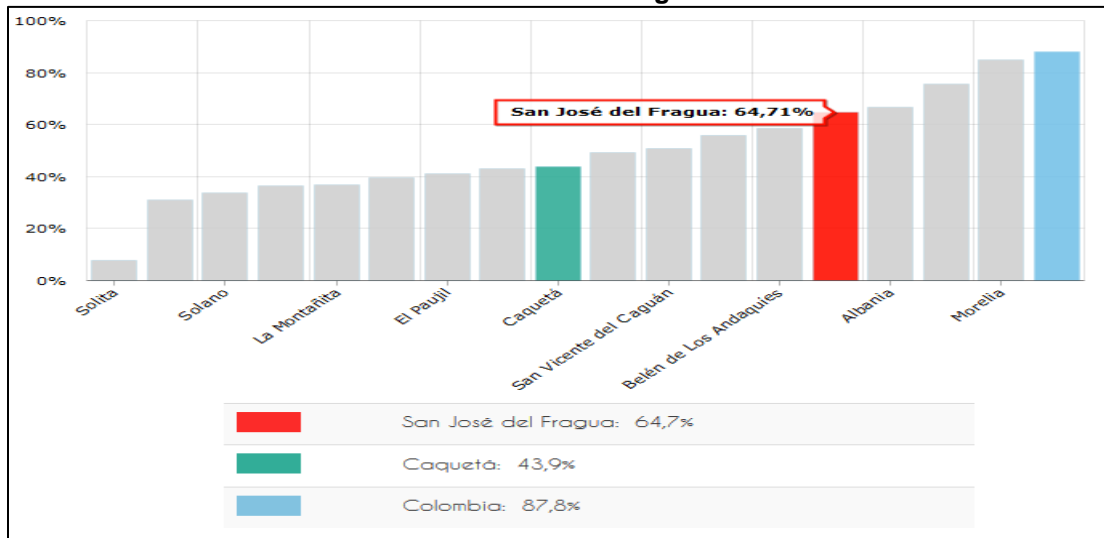 100%
80%
60%
40%
20%
0%
San José del Fragua: 64,71%
Solita
Solano
La Montañita
El Paujil
Caquetá
San Vicente del Caguán
Belén de Los Andaquies
Albania
Morelia
San José del Fragua: 64,7%
Caquetá: 43,9%
Colombia: 87,8%